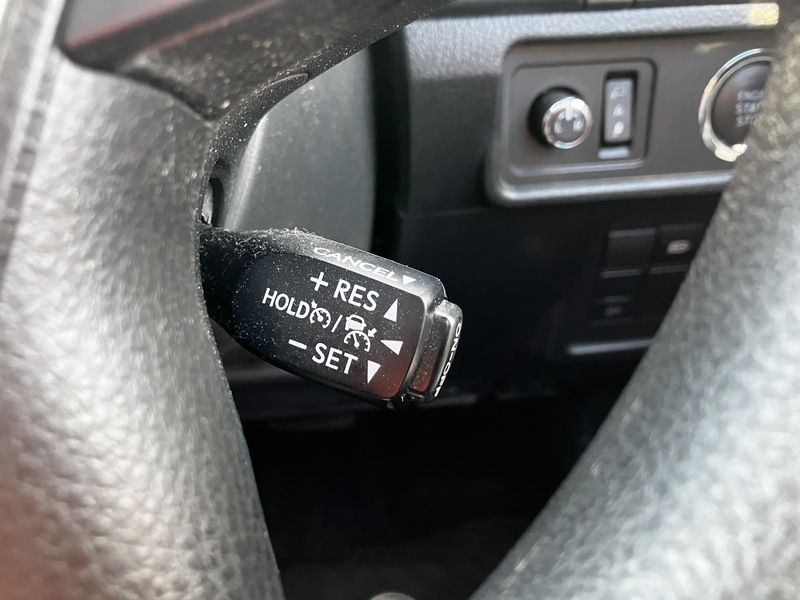 CANCEL▼
+ RES ▲
HOLD / ◀
− SET ▼
L R